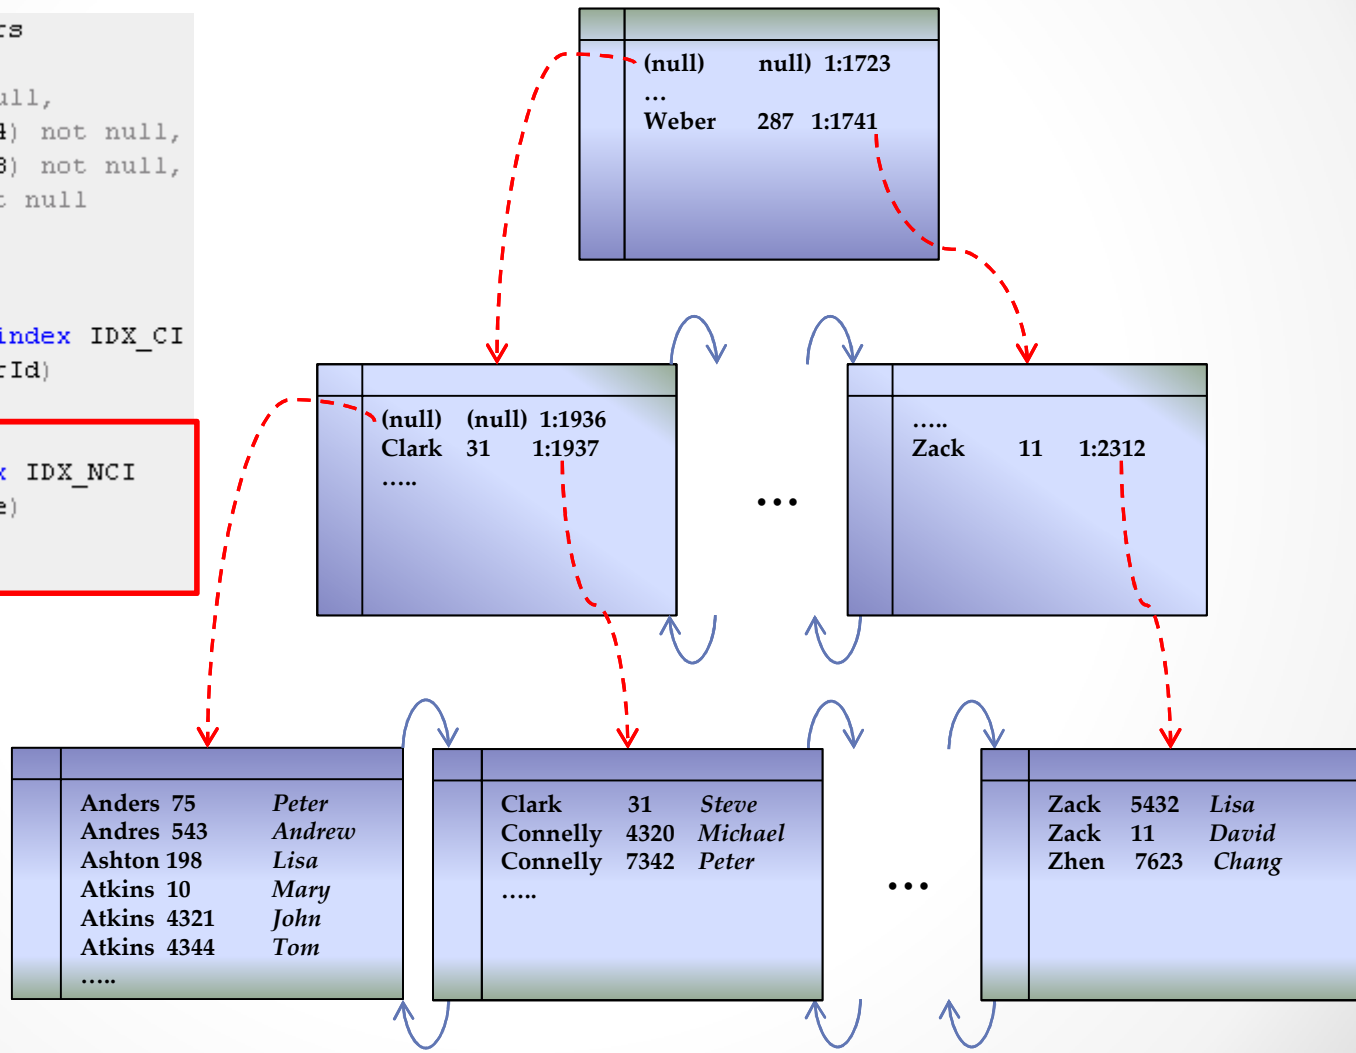 rs
ull,
4) not null,
8) not null,
t null
index IDX_CI
rId)
x IDX_NCI
e)
(null) null) 1:1723
...
Weber 287 1:1741
(null) (null) 1:1936
Clark 31 1:1937
.....
...
.....
Zack 11 1:2312
Anders 75 Peter
Andres 543 Andrew
Ashton 198 Lisa
Atkins 10 Mary
Atkins 4321 John
Atkins 4344 Tom
.....
Clark 31 Steve
Connelly 4320 Michael
Connelly 7342 Peter
.....
...
Zack 5432 Lisa
Zack 11 David
Zhen 7623 Chang